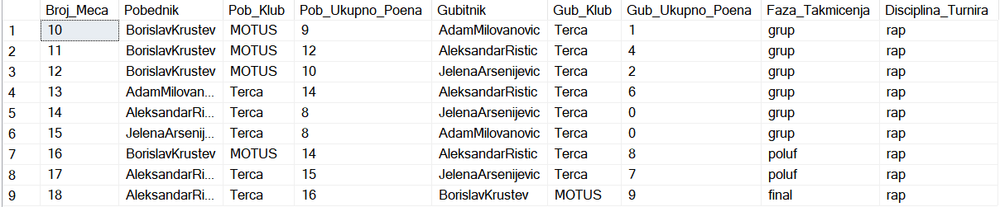 Broj_Meca Pobednik Pob_Klub Pob_Ukupno_Poena Gubitnik Gub_Klub Gub_Ukupno_Poena Faza_Takmicenja Disciplina_Turnira
1 10 BorislavKrustev MOTUS 9 AdamMilovanovic Terca 1 grup rap
2 11 BorislavKrustev MOTUS 12 AleksandarRistic Terca 4 grup rap
3 12 BorislavKrustev MOTUS 10 JelenaArsenijevic Terca 2 grup rap
4 13 AdamMilovan... Terca 14 AleksandarRistic Terca 6 grup rap
5 14 AleksandarRi... Terca 8 JelenaArsenijevic Terca 0 grup rap
6 15 JelenaArsenij... Terca 8 AdamMilovanovic Terca 0 grup rap
7 16 BorislavKrustev MOTUS 14 AleksandarRistic Terca 8 poluf rap
8 17 AleksandarRi... Terca 15 JelenaArsenijevic Terca 7 poluf rap
9 18 AleksandarRi... Terca 16 BorislavKrustev MOTUS 9 final rap